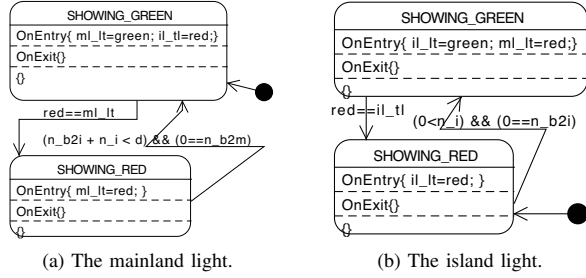 SHOWING_GREEN
OnEntry{ ml_lt=green; il_tl=red;}
OnExit{}
{}
red==ml_lt
(n_b2i + n_i < d) && (0==n_b2m)
SHOWING_RED
OnEntry{ ml_lt=red; }
OnExit{}
{}
(a) The mainland light.
SHOWING_GREEN
OnEntry{ il_lt=green; ml_lt=red;}
OnExit{}
{}
red==il_tl
(0<n_i) && (0==n_b2i)
SHOWING_RED
OnEntry{ il_lt=red; }
OnExit{}
{}
(b) The island light.